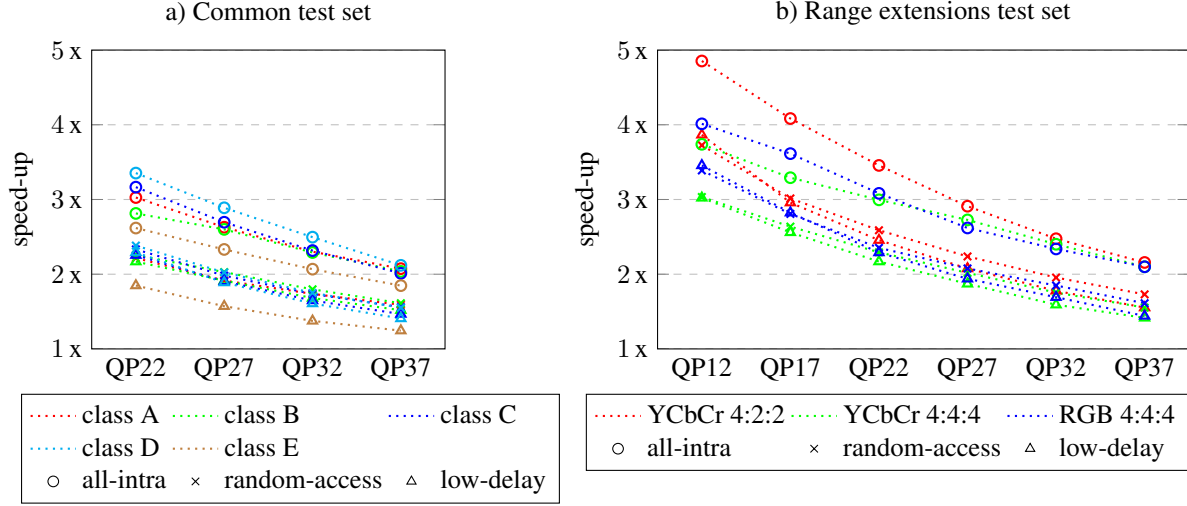 a) Common test set
5 x
4 x
3 x
2 x
1 x
speed-up
QP22 QP27 QP32 QP37
class A class B class C
class D class E
all-intra random-access low-delay
b) Range extensions test set
5 x
4 x
3 x
2 x
1 x
speed-up
QP12 QP17 QP22 QP27 QP32 QP37
YCbCr 4:2:2 YCbCr 4:4:4 RGB 4:4:4
all-intra random-access low-delay